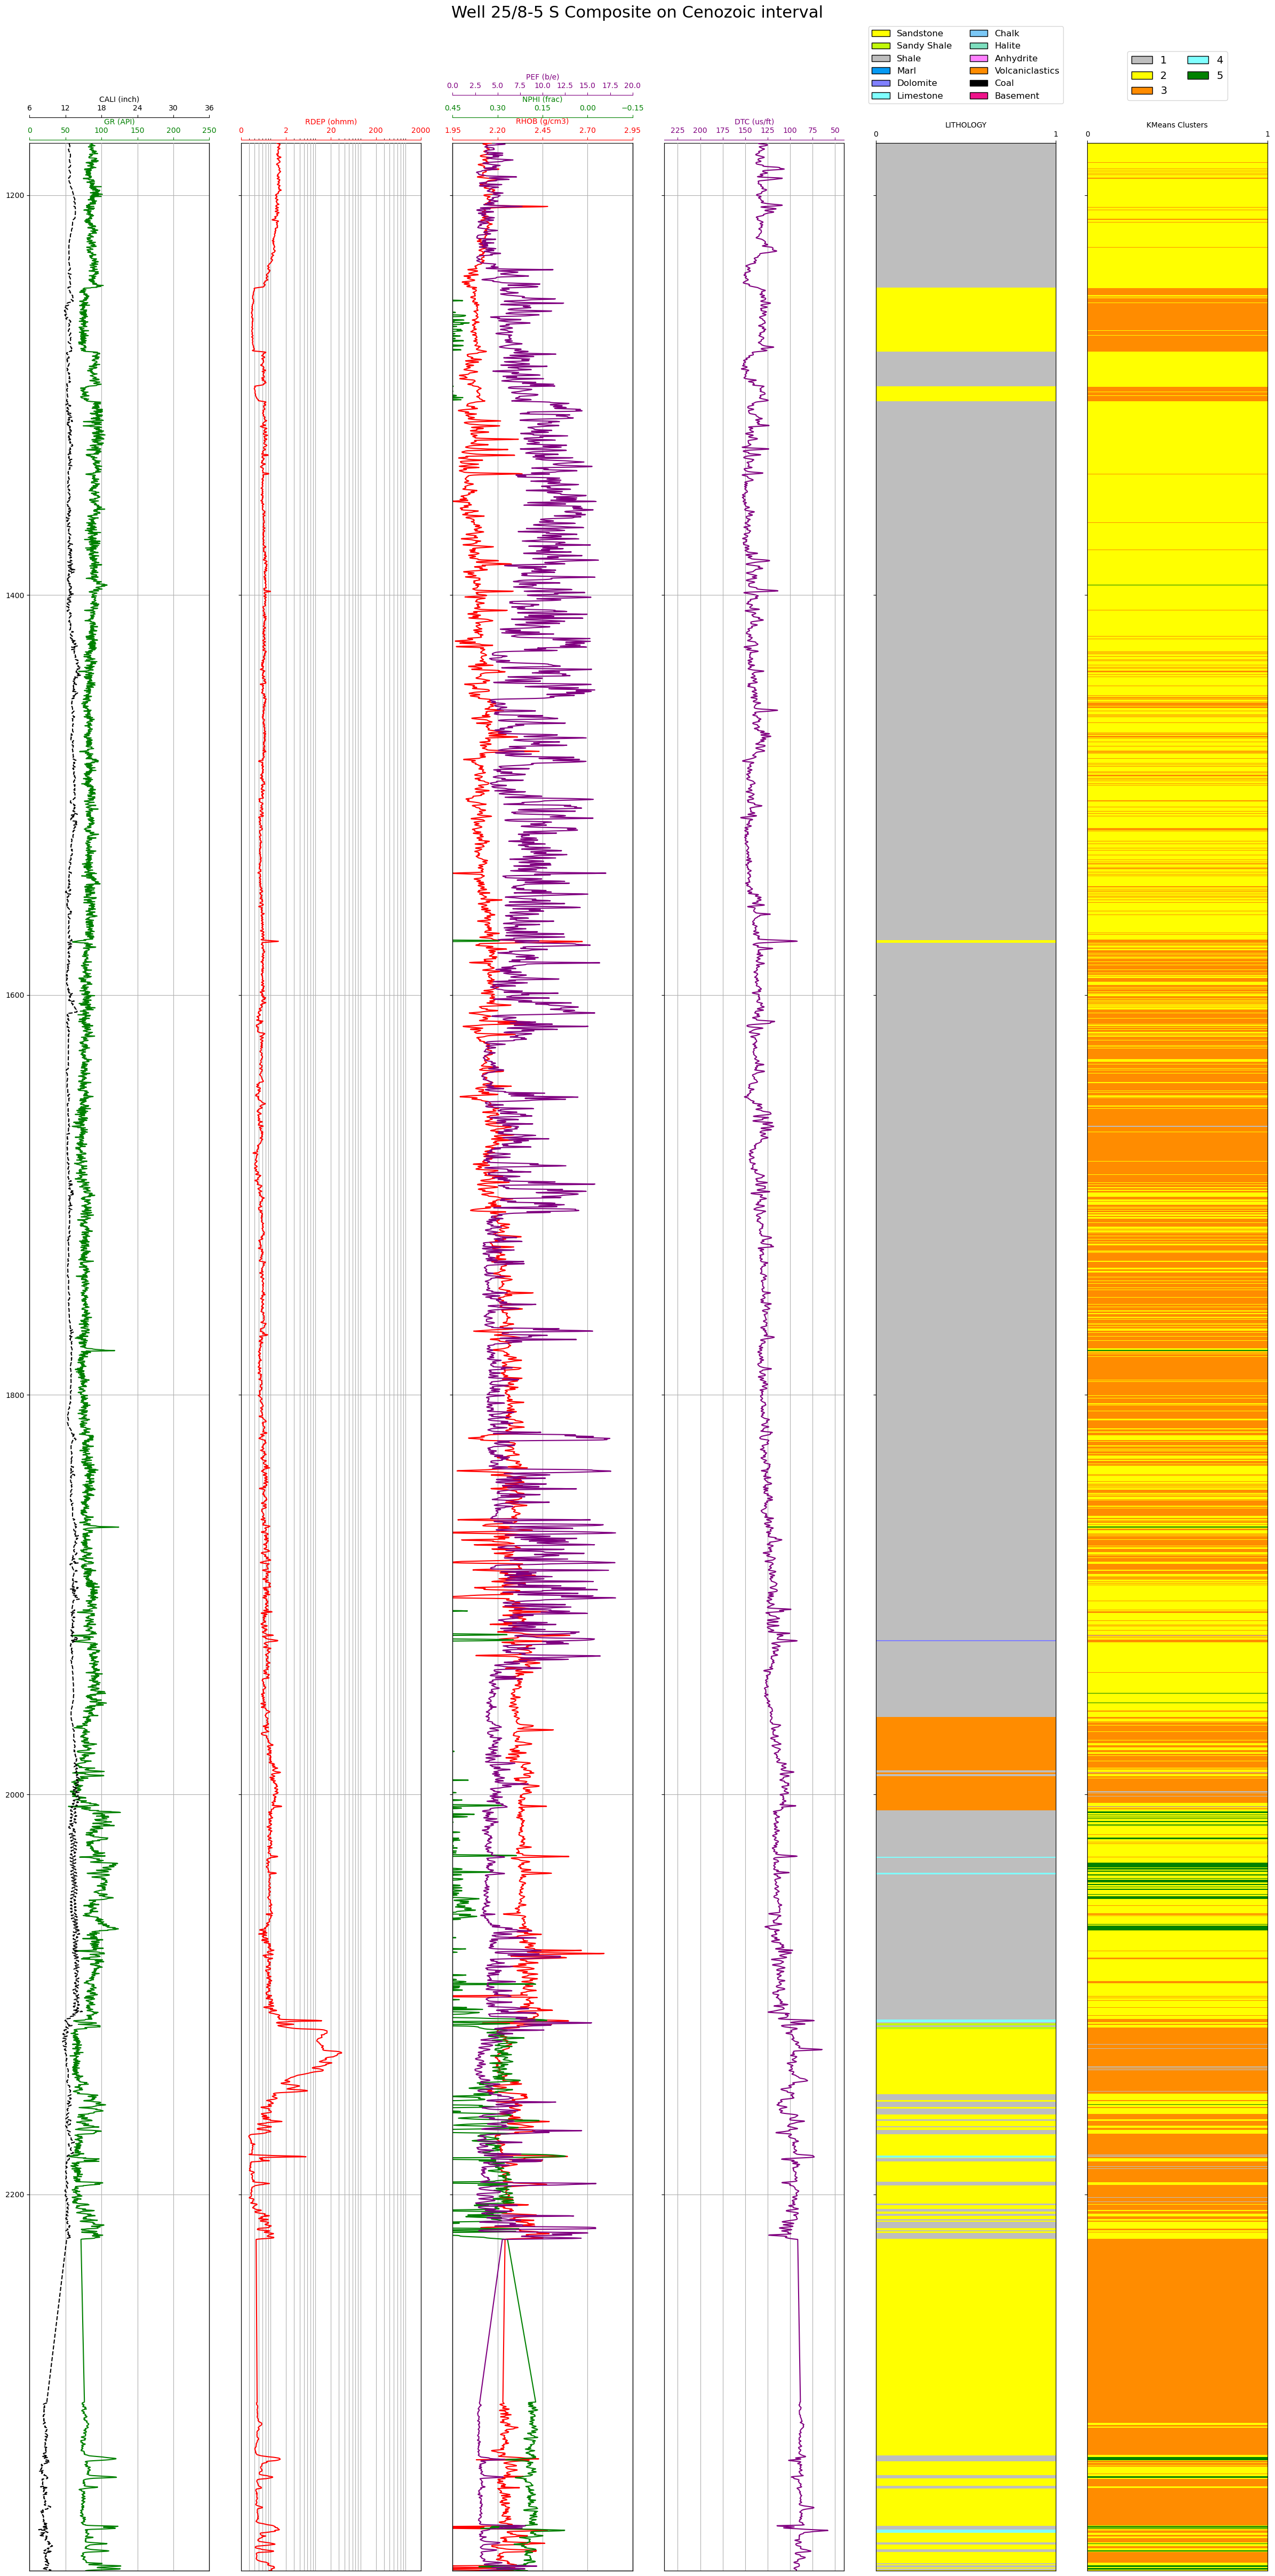 Well 25/8-5 S Composite on Cenozoic interval
Sandstone Chalk
Sandy Shale Halite
Shale Anhydrite
Marl Volcaniclastics
Dolomite Coal
Limestone Basement
1 4
2 5
3
PEF (b/e)
0.0 2.5 5.0 7.5 10.0 12.5 15.0 17.5 20.0
CALI (inch) NPHI (frac)
6 12 18 24 30 36 0.45 0.30 0.15 0.00 −0.15
GR (API) RDEP (ohmm) RHOB (g/cm3) DTC (us/ft) LITHOLOGY KMeans Clusters
0 50 100 150 200 250 0 2 20 200 2000 1.95 2.20 2.45 2.70 2.95 225 200 175 150 125 100 75 50 0 1 0 1
1200
1400
1600
1800
2000
2200